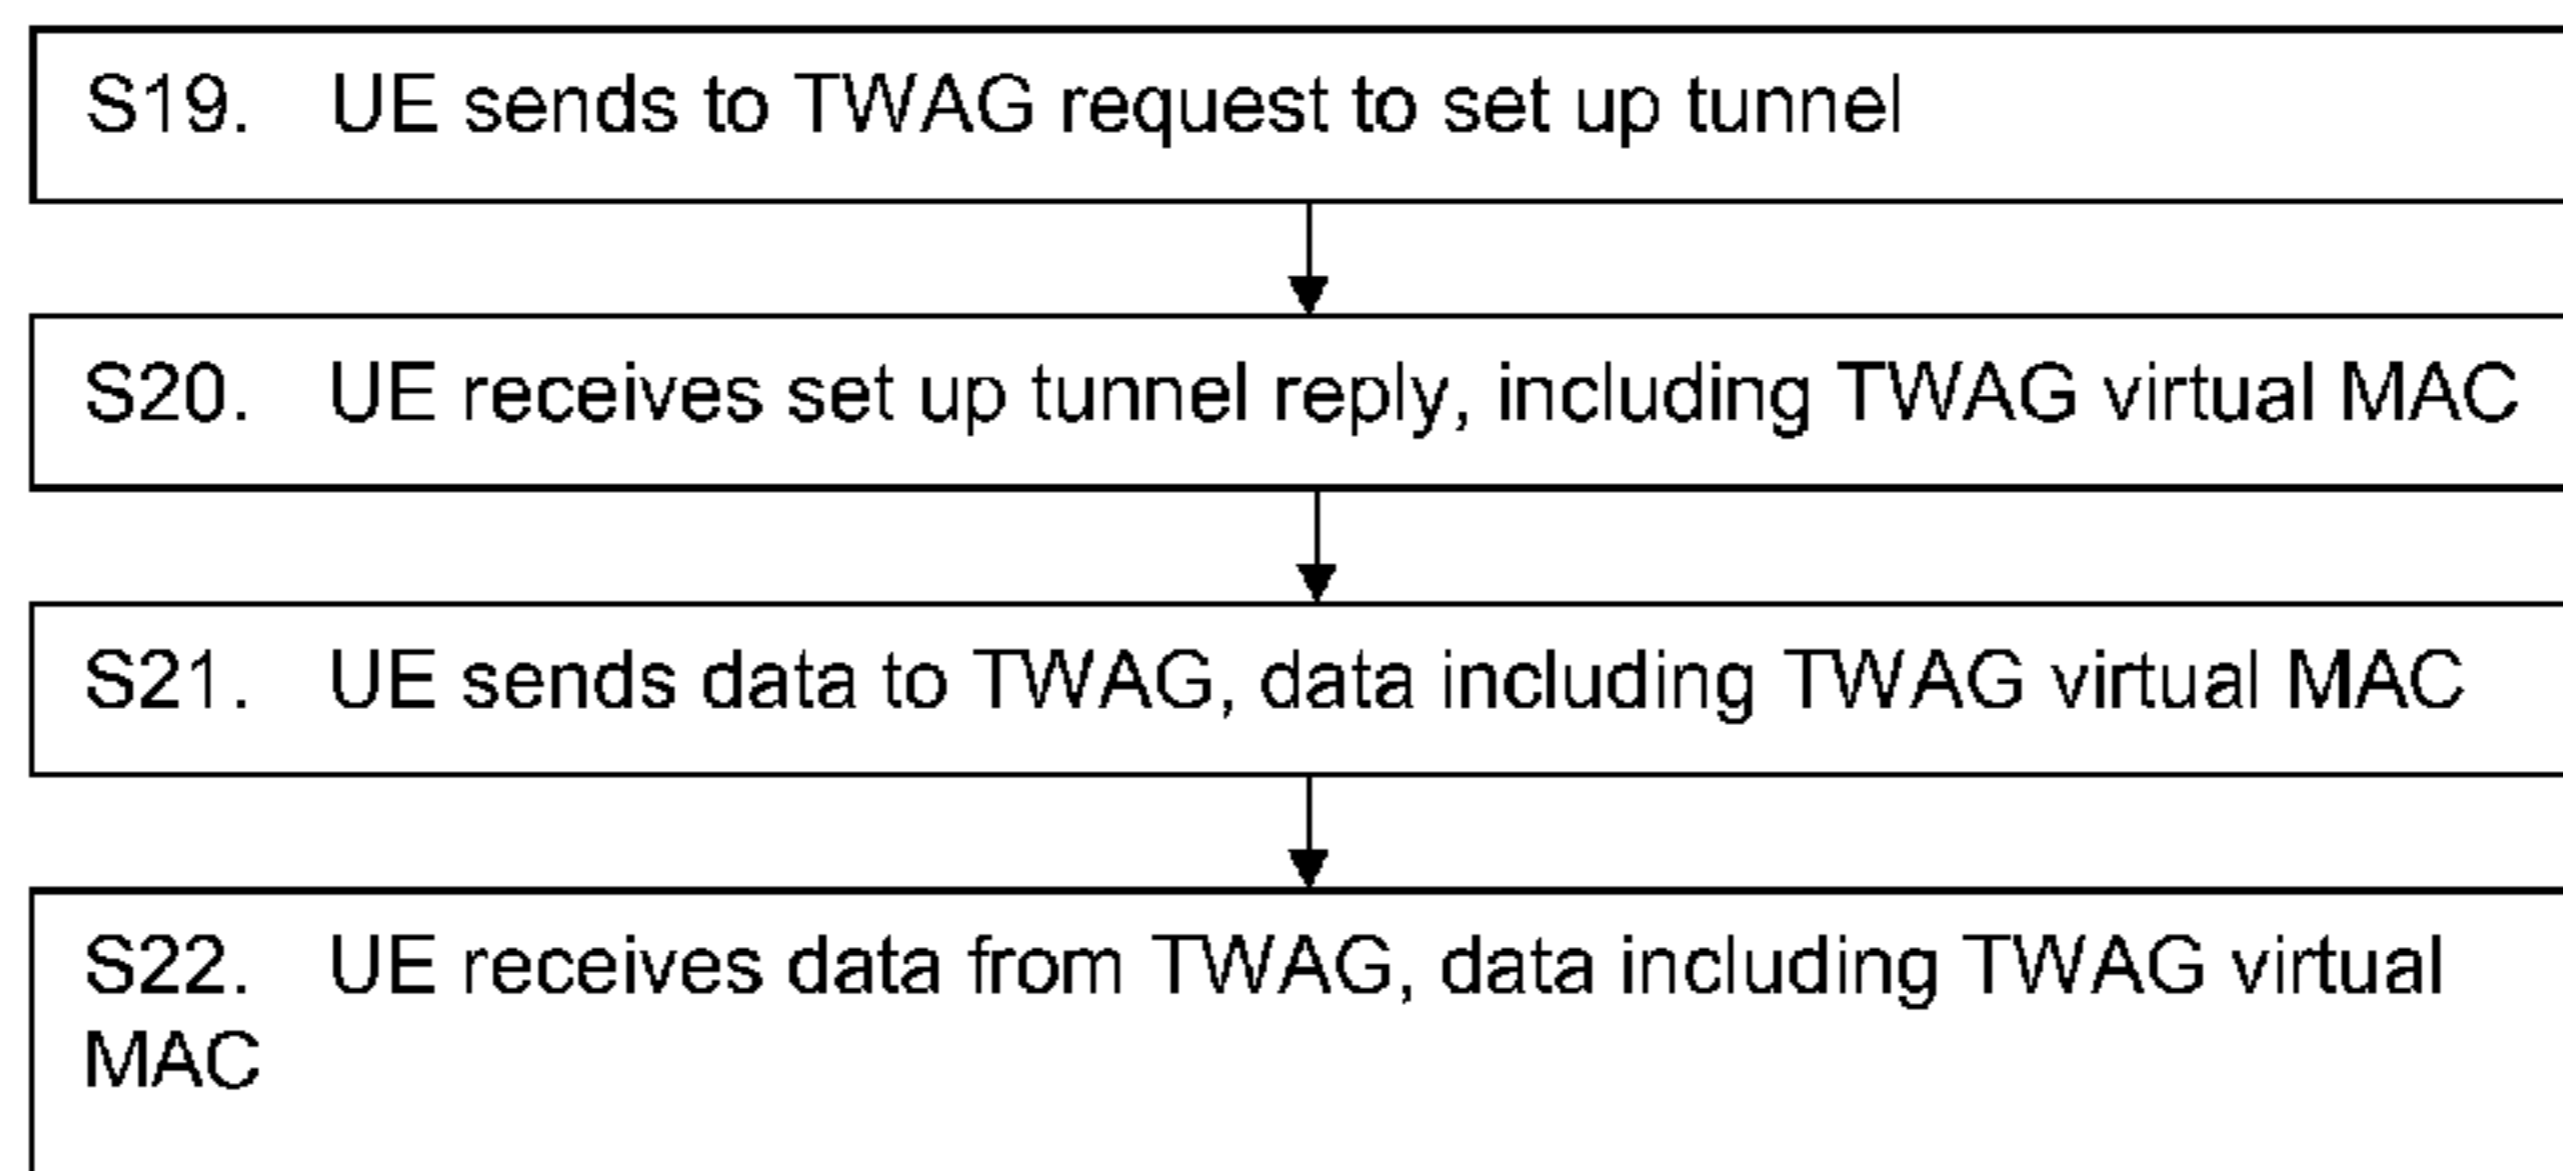 S19. UE sends to TWAG request to set up tunnel
S20. UE receives set up tunnel reply, including TWAG virtual MAC
S21. UE sends data to TWAG, data including TWAG virtual MAC
S22. UE receives data from TWAG, data including TWAG virtual
MAC